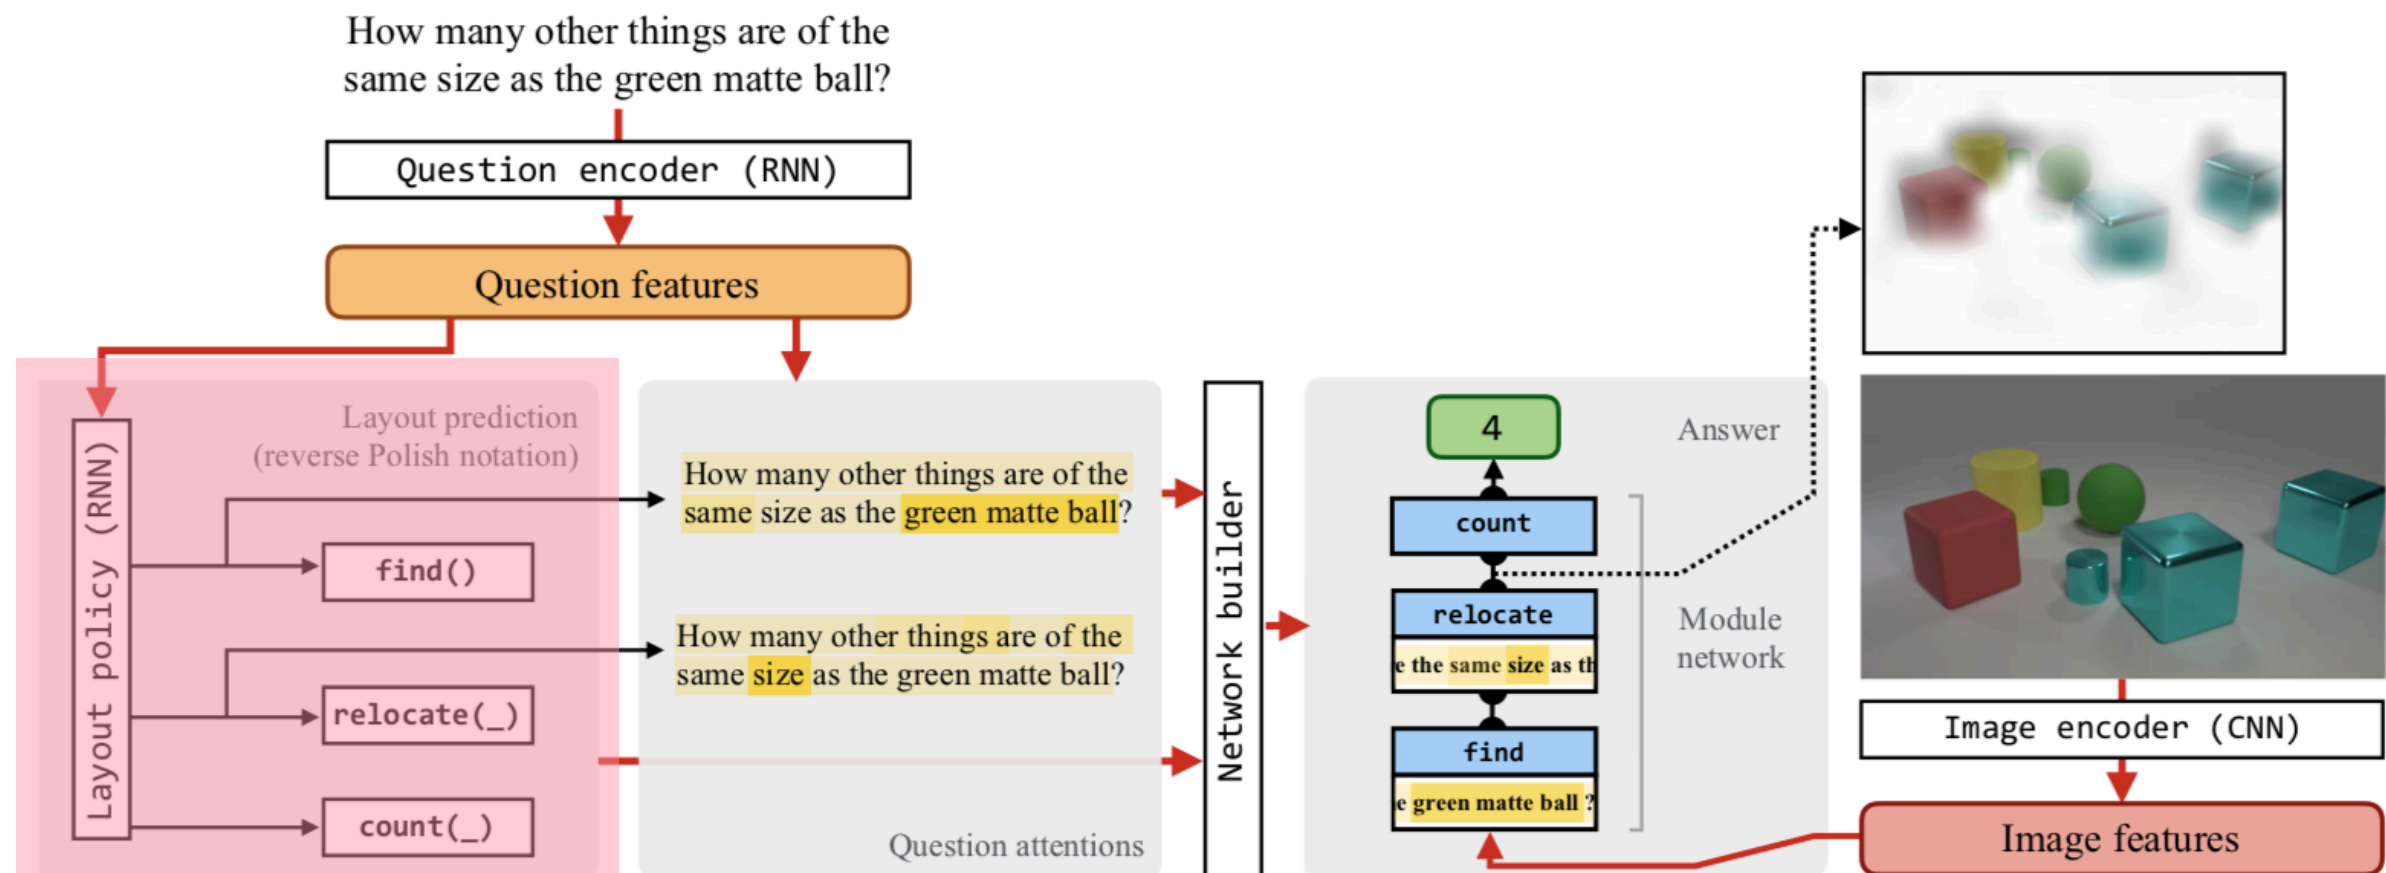 How many other things are of the
same size as the green matte ball?
Question encoder (RNN)
Question features
Layout policy (RNN)
Layout prediction
(reverse Polish notation)
find()
relocate(_)
count(_)
How many other things are of the
same size as the green matte ball?
How many other things are of the
same size as the green matte ball?
Question attentions
Network builder
4
Answer
count
relocate
e the same size as th
find
e green matte ball ?
Module
network
Image encoder (CNN)
Image features